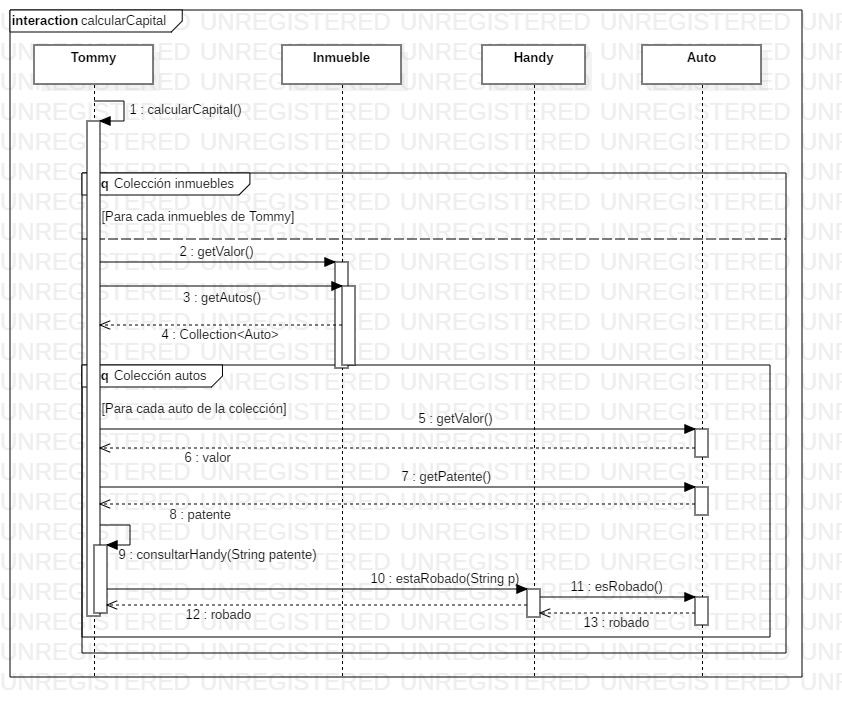 UNREGISTERED UNREGISTERED UNREGISTERED UNREGISTERED
interaction calcularCapital
Tommy
Inmueble
Handy
Auto
1 : calcularCapital()
q Colección inmuebles
[Para cada inmuebles de Tommy]
2 : getValor()
3 : getAutos()
4 : Collection<Auto>
q Colección autos
[Para cada auto de la colección]
5 : getValor()
6 : valor
7 : getPatente()
8 : patente
9 : consultarHandy(String patente)
10 : estaRobado(String p)
11 : esRobado()
12 : robado
13 : robado